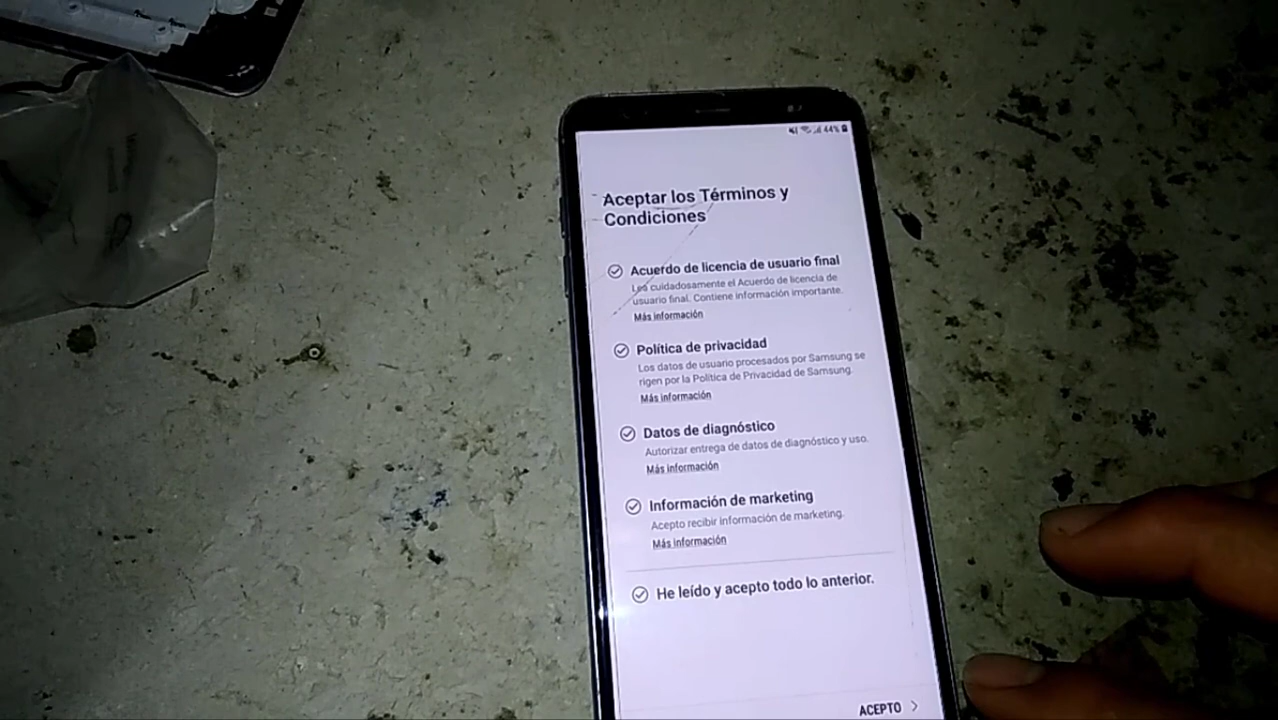 44%
Aceptar los Términos y
Condiciones
Acuerdo de licencia de usuario final
Lea cuidadosamente el Acuerdo de licencia de
usuario final. Contiene información importante.
Más información
Política de privacidad
Los datos de usuario procesados por Samsung se
rigen por la Política de Privacidad de Samsung.
Más información
Datos de diagnóstico
Autorizar entrega de datos de diagnóstico y uso.
Más información
Información de marketing
Acepto recibir información de marketing.
Más información
He leído y acepto todo lo anterior.
ACEPTO